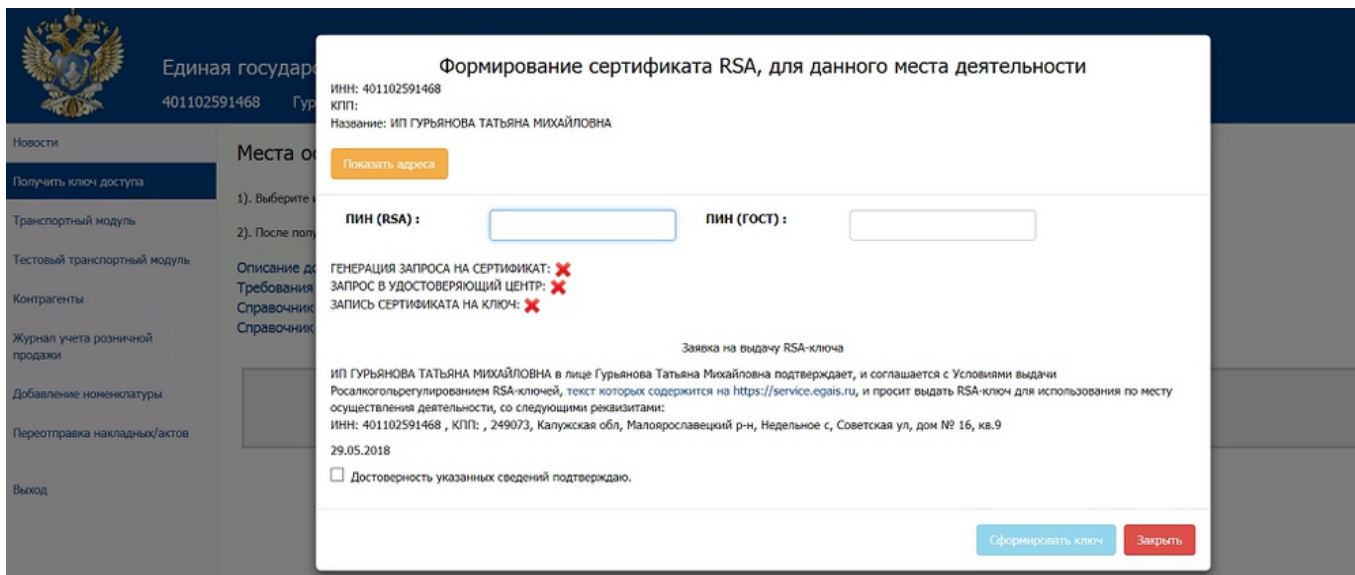 Единая государ
401102591468 Гур
Новости
Получить ключ доступа
Транспортный модуль
Тестовый транспортный модуль
Контрагенты
Журнал учета розничной
продажи
Добавление номенклатуры
Переотправка накладных/актов
Выход
Места ос
1). Выберите
2). После полу
Описание до
Требования
Справочник
Справочник
Формирование сертификата RSA, для данного места деятельности
ИНН: 401102591468
КПП:
Название: ИП ГУРЬЯНОВА ТАТЬЯНА МИХАЙЛОВНА
Показать адреса
ПИН (RSA) : ПИН (ГОСТ) :
ГЕНЕРАЦИЯ ЗАПРОСА НА СЕРТИФИКАТ:
ЗАПРОС В УДОСТОВЕРЯЮЩИЙ ЦЕНТР:
ЗАПИСЬ СЕРТИФИКАТА НА КЛЮЧ:
Заявка на выдачу RSA-ключа
ИП ГУРЬЯНОВА ТАТЬЯНА МИХАЙЛОВНА в лице Гурьянова Татьяна Михайловна подтверждает, и соглашается с Условиями выдачи
Росалкогольрегулированием RSA-ключей, текст которых содержится на https://service.egais.ru, и просит выдать RSA-ключ для использования по месту
осуществления деятельности, со следующими реквизитами:
ИНН: 401102591468 , КПП: , 249073, Калужская обл, Малоярославецкий р-н, Недельное с, Советская ул, дом № 16, кв.9
29.05.2018
Достоверность указанных сведений подтверждаю.
Сформировать ключ Закрыть